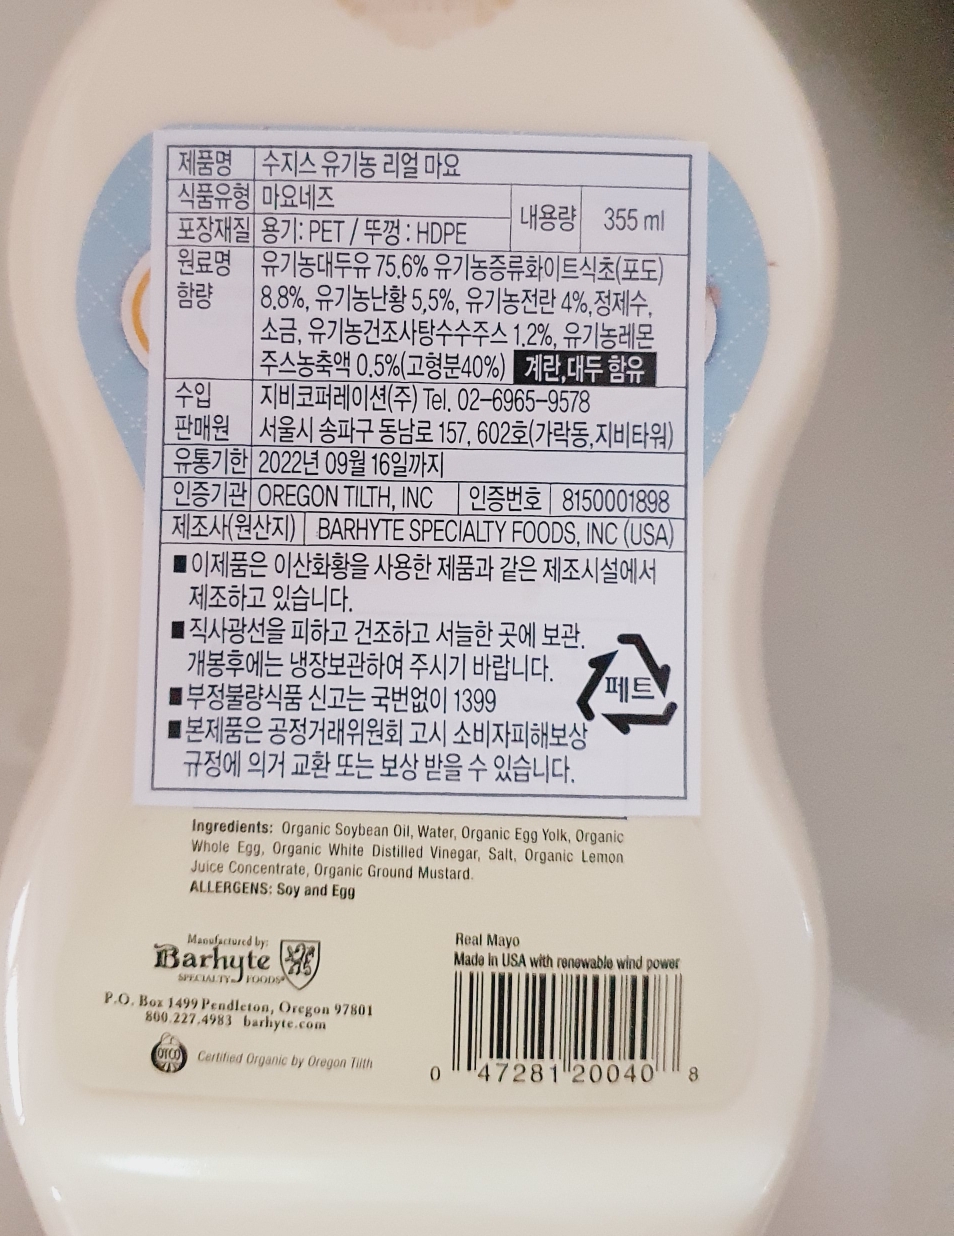 제품명 수지스 유기농 리얼 마요
식품유형 마요네즈
내용량 355 ml
포장재질 용기: PET / 뚜껑 : HDPE
원료명 유기농대두유 75.6% 유기농증류화이트식초(포도)
함량 8.8%, 유기농난황 5,5%, 유기농전란 4%, 정제수,
소금, 유기농건조사탕수수주스 1.2%, 유기농레몬
주스농축액 0.5%(고형분40%) 계란,대두 함유
수입 지비코퍼레이션(주) Tel. 02-6965-9578
판매원 서울시 송파구 동남로 157, 602호(가락동,지비타워)
유통기한 2022년 09월 16일까지
인증기관 OREGON TILTH, INC 인증번호 8150001898
제조사(원산지) BARHYTE SPECIALTY FOODS, INC (USA)
■ 이제품은 이산화황을 사용한 제품과 같은 제조시설에서
제조하고 있습니다.
■ 직사광선을 피하고 건조하고 서늘한 곳에 보관.
개봉후에는 냉장보관하여 주시기 바랍니다.
페트
■ 부정불량식품 신고는 국번없이 1399
■ 본제품은 공정거래위원회 고시 소비자피해보상
규정에 의거 교환 또는 보상 받을 수 있습니다.
Ingredients: Organic Soybean Oil, Water, Organic Egg Yolk, Organic
Whole Egg, Organic White Distilled Vinegar, Salt, Organic Lemon
Juice Concentrate, Organic Ground Mustard.
ALLERGENS: Soy and Egg
Manufactured by:
Barhyte
SPECIALTY FOODS
P.O. Box 1499 Pendleton, Oregon 97801
800.227.4983 barhyte.com
OTCO
Certified Organic by Oregon Tilth
Real Mayo
Made in USA with renewable wind power
0 47281 20040 8